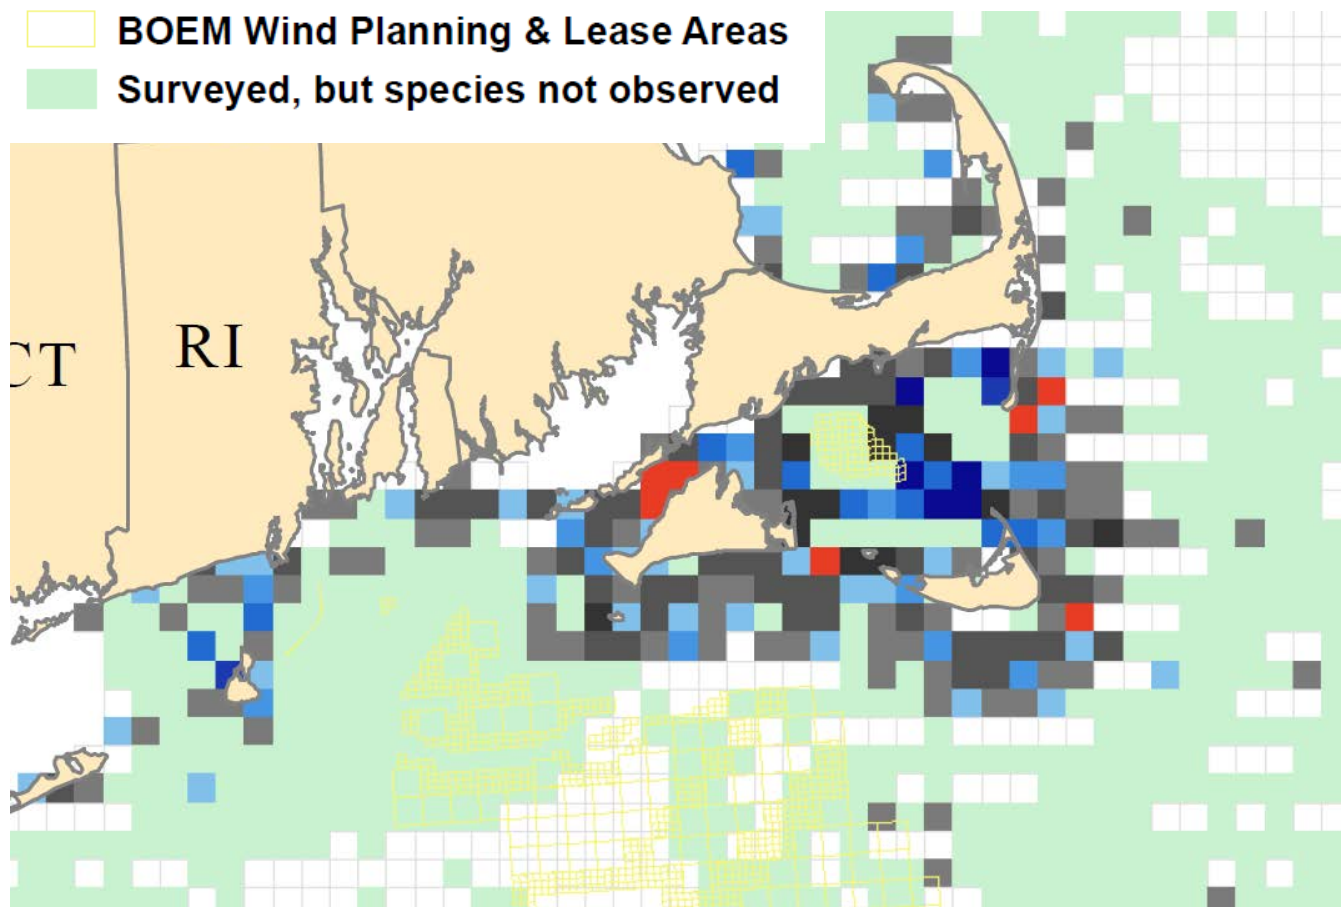 BOEM Wind Planning & Lease Areas
Surveyed, but species not observed
RI
CT